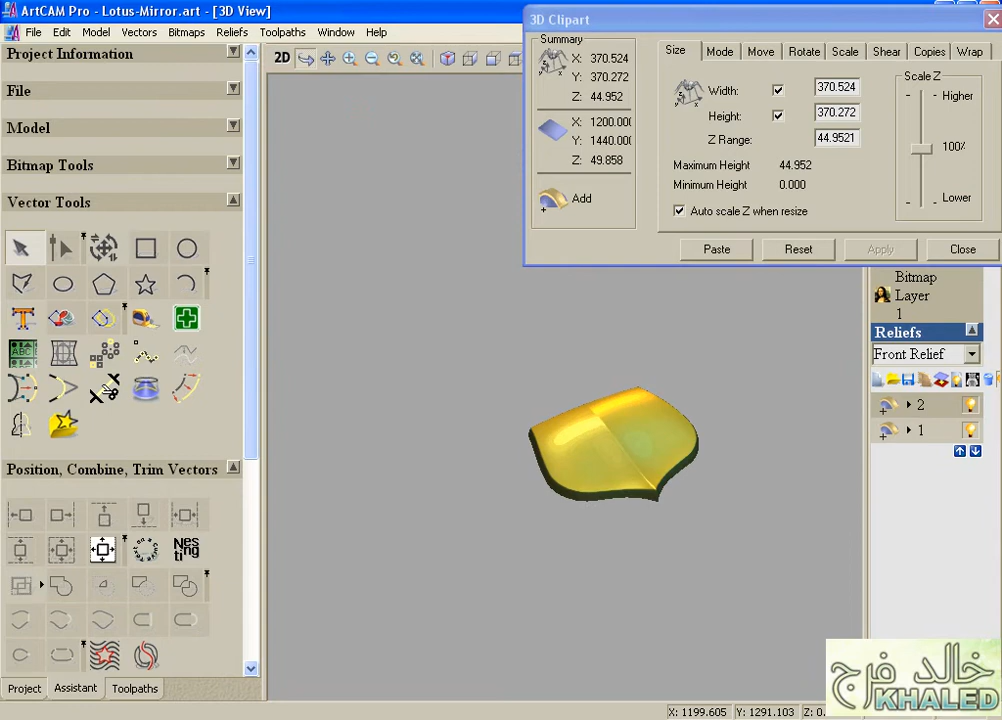 ArtCAM Pro - Lotus-Mirror.art - [3D View]
File Edit Model Vectors Bitmaps Reliefs Toolpaths Window Help
Project Information
File
Model
Bitmap Tools
Vector Tools
ABC
Position, Combine, Trim Vectors
Nes
ting
Project Assistant Toolpaths
2D
3D Clipart
Summary
X: 370.524
Y: 370.272
Z: 44.952
X: 1200.000
Y: 1440.000
Z: 49.858
Add
Size Mode Move Rotate Scale Shear Copies Wrap
Width: 370.524
Height: 370.272
Z Range: 44.9521
Maximum Height 44.952
Minimum Height 0.000
Auto scale Z when resize
Scale Z
Higher
100%
Lower
Paste Reset Apply Close
Bitmap
Layer
1
Reliefs
Front Relief
2
1
خالد فرج
KHALED
X: 1199.605 Y: 1291.103 Z: 0.